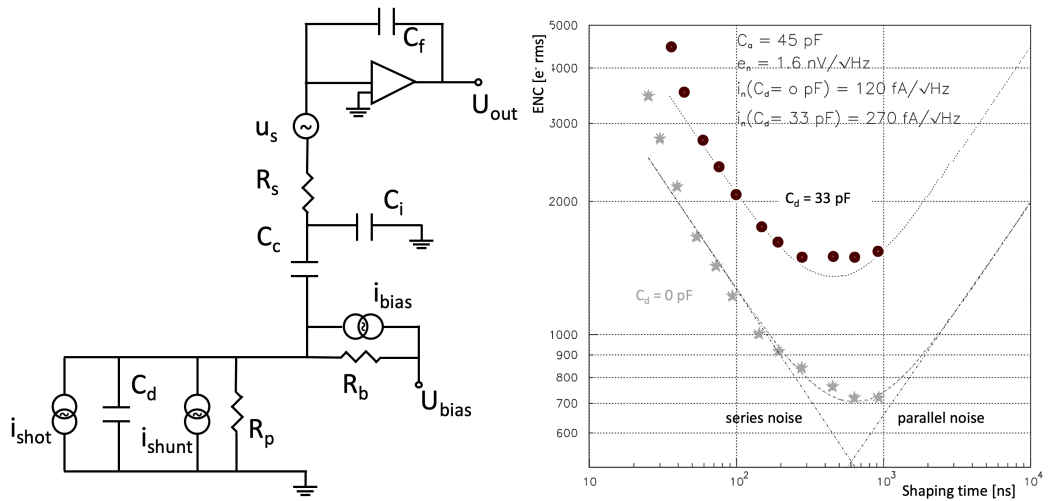 C_f
U_out
u_s
R_s
C_i
C_c
i_bias
R_b
U_bias
C_d
i_shot
i_shunt
R_p
ENC [e⁻ rms]
5000
4000
3000
2000
1000
900
800
700
600
C_a = 45 pF
e_n = 1.6 nV/√Hz
i_n(C_d= 0 pF) = 120 fA/√Hz
i_n(C_d= 33 pF) = 270 fA/√Hz
C_d = 33 pF
C_d = 0 pF
series noise
parallel noise
10
10²
10³
10⁴
Shaping time [ns]